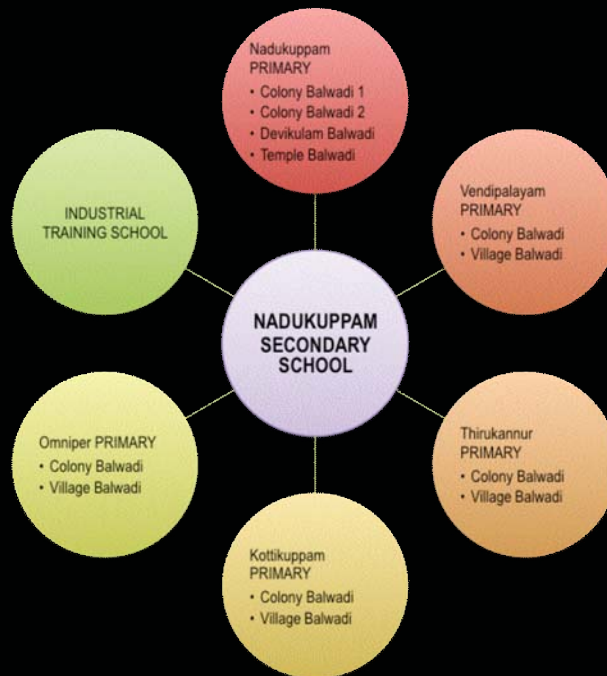 Nadukuppam
PRIMARY
• Colony Balwadi 1
• Colony Balwadi 2
• Devikulam Balwadi
• Temple Balwadi
Vendipalayam
PRIMARY
• Colony Balwadi
• Village Balwadi
Thirukannur
PRIMARY
• Colony Balwadi
• Village Balwadi
Kottikuppam
PRIMARY
• Colony Balwadi
• Village Balwadi
Omniper PRIMARY
• Colony Balwadi
• Village Balwadi
INDUSTRIAL
TRAINING SCHOOL
NADUKUPPAM
SECONDARY
SCHOOL